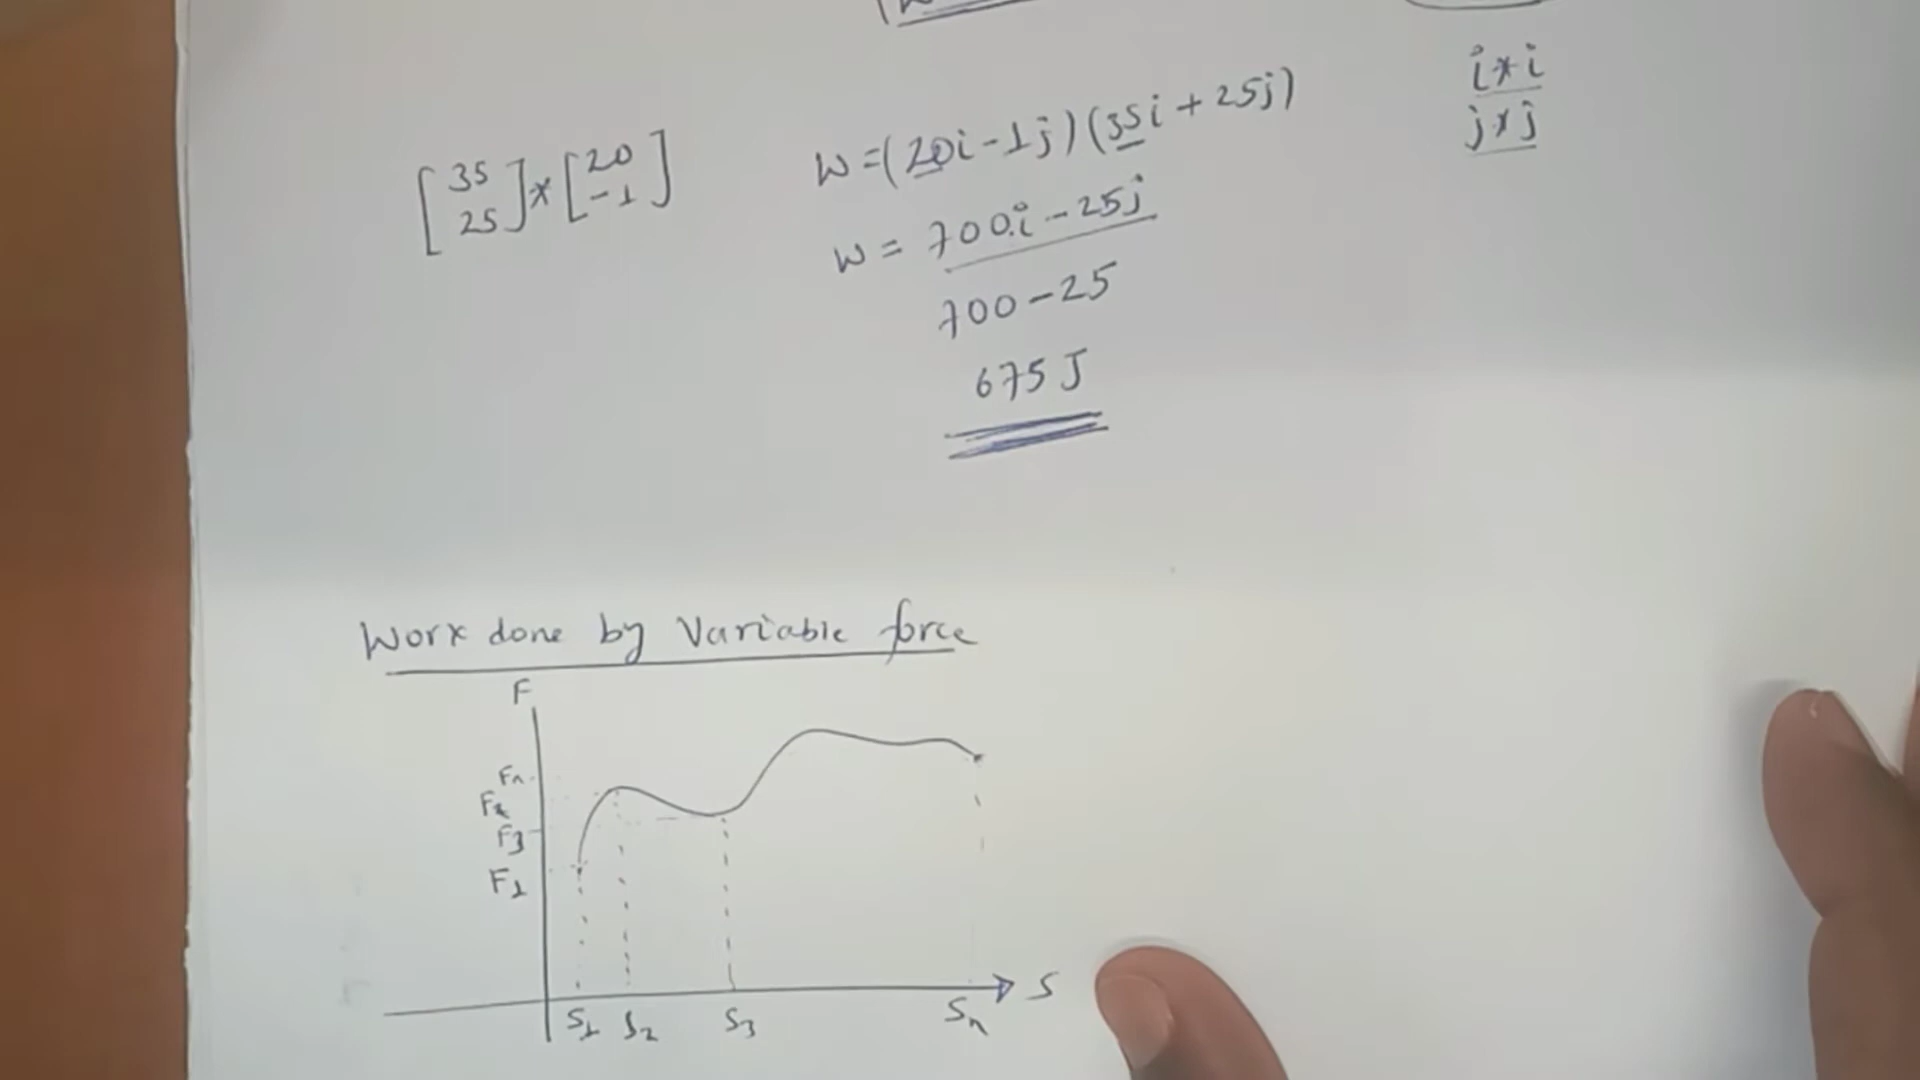 i*i
j*j
W=(20i-1j)(35i+25j)
[35 25]*[20 -1]
W = 700i-25j
700-25
675 J
Work done by Variable force
F
Fn
F2
F3
F1
S
S1 S2 S3 Sn